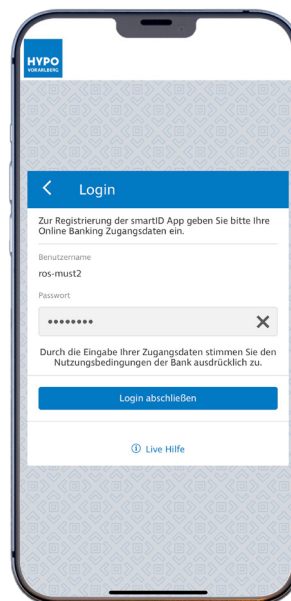 HYPO
VORARLBERG
Login
Zur Registrierung der smartID App geben Sie bitte Ihre
Online Banking Zugangsdaten ein.
Benutzername
ros-must2
Passwort
••••••••
Durch die Eingabe Ihrer Zugangsdaten stimmen Sie den
Nutzungsbedingungen der Bank ausdrücklich zu.
Login abschließen
Live Hilfe